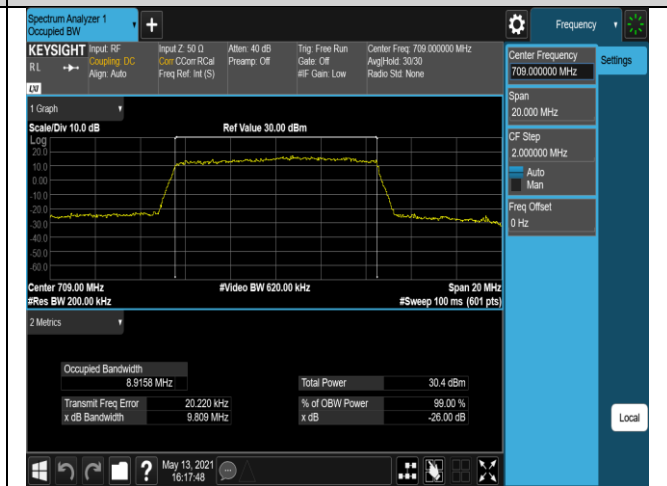 Spectrum Analyzer 1
Occupied BW
+
Frequency
KEYSIGHT
RL
LXI
Input: RF
Coupling: DC
Align: Auto
Input Z: 50 Ω
Corr CCorr RCal
Freq Ref: Int (S)
Atten: 40 dB
Preamp: Off
Trig: Free Run
Gate: Off
#IF Gain: Low
Center Freq: 709.000000 MHz
Avg|Hold: 30/30
Radio Std: None
Center Frequency
709.000000 MHz
Settings
Span
20.000 MHz
CF Step
2.000000 MHz
Auto
Man
Freq Offset
0 Hz
Local
1 Graph
Scale/Div 10.0 dB
Ref Value 30.00 dBm
Log
20.0
10.0
0.00
-10.0
-20.0
-30.0
-40.0
-50.0
-60.0
Center 709.00 MHz
#Video BW 620.00 kHz
Span 20 MHz
#Res BW 200.00 kHz
#Sweep 100 ms (601 pts)
2 Metrics
Occupied Bandwidth
8.9158 MHz
Total Power 30.4 dBm
Transmit Freq Error 20.220 kHz
% of OBW Power 99.00 %
x dB Bandwidth 9.809 MHz
x dB -26.00 dB
?
May 13, 2021
16:17:48